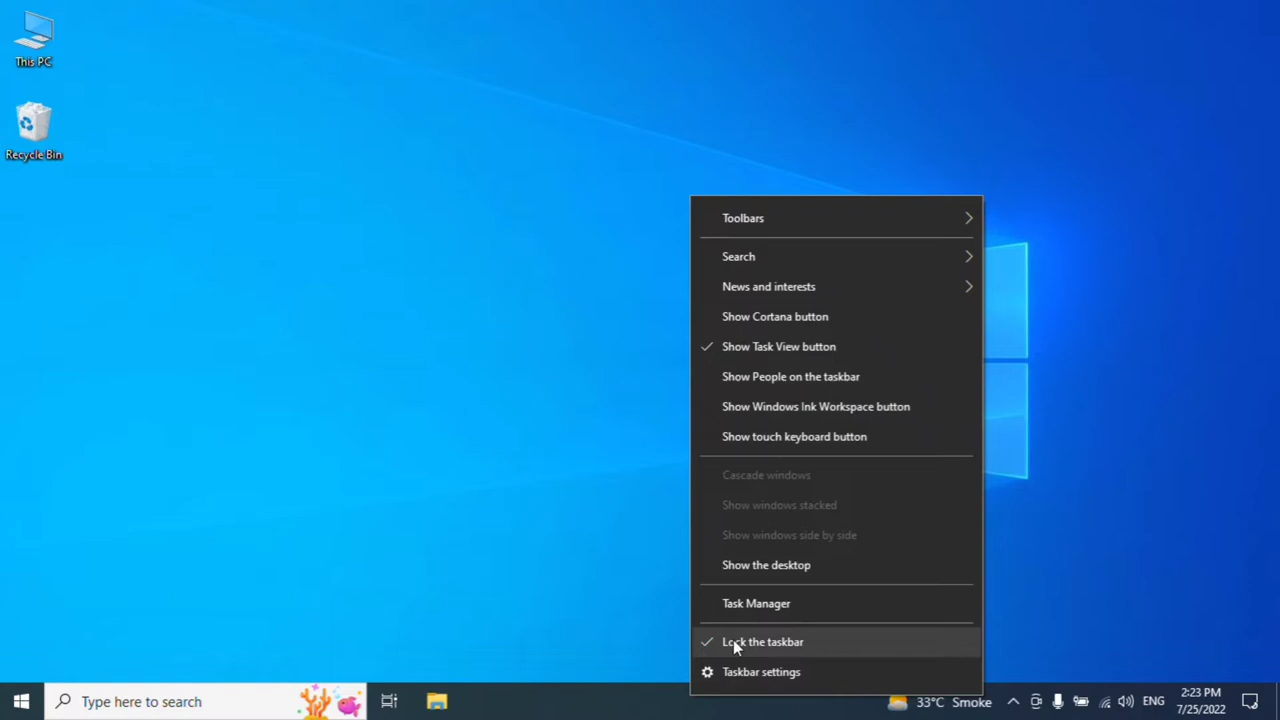 This PC
Recycle Bin
Toolbars
Search
News and interests
Show Cortana button
Show Task View button
Show People on the taskbar
Show Windows Ink Workspace button
Show touch keyboard button
Cascade windows
Show windows stacked
Show windows side by side
Show the desktop
Task Manager
Lock the taskbar
Taskbar settings
Type here to search
33°C Smoke
ENG
2:23 PM
7/25/2022